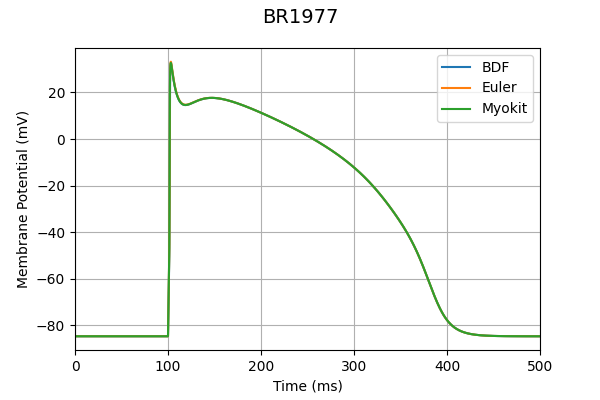 BR1977
BDF
Euler
Myokit
20
0
−20
−40
−60
−80
Membrane Potential (mV)
0 100 200 300 400 500
Time (ms)